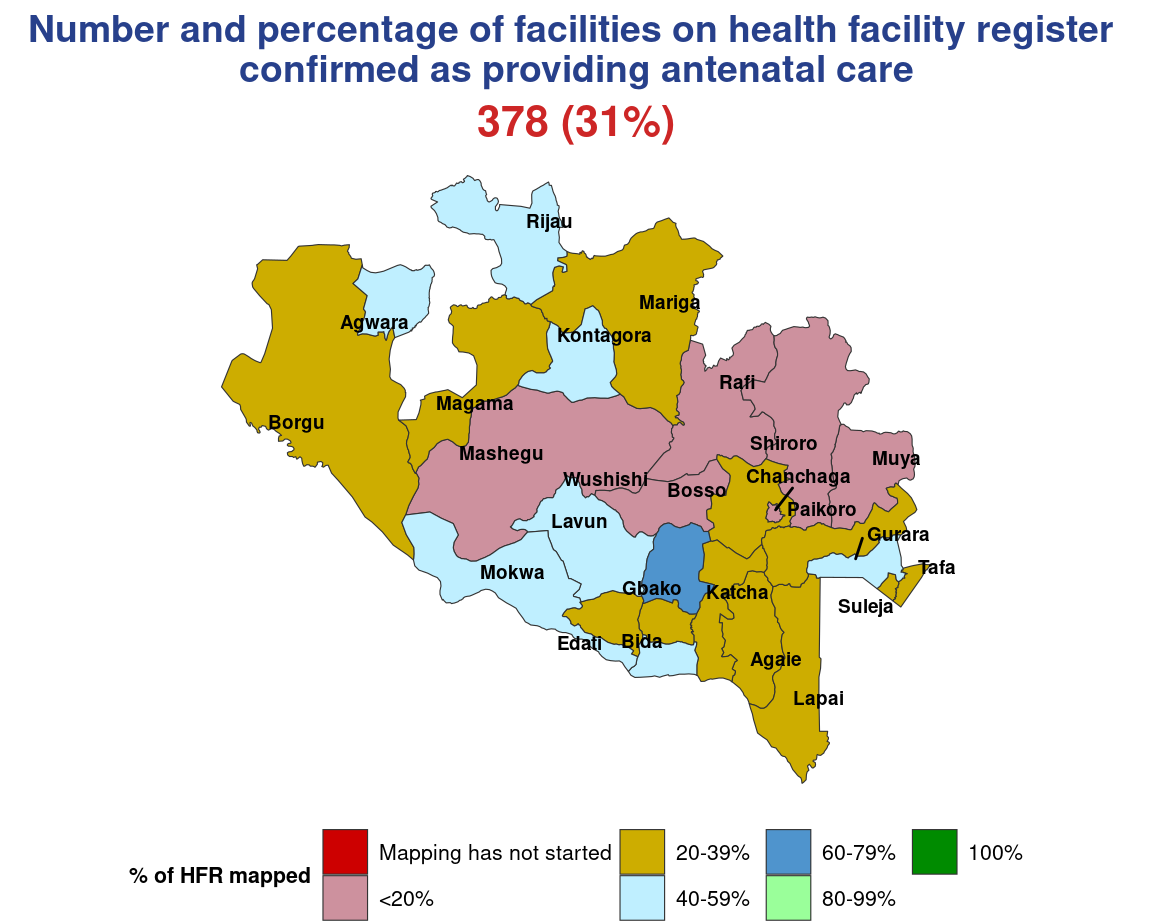 Number and percentage of facilities on health facility register
confirmed as providing antenatal care
378 (31%)
Rijau
Mariga
Agwara
Kontagora
Rafi
Magama
Borgu
Shiroro
Mashegu
Muya
Wushishi
Chanchaga
Bosso
Paikoro
Lavun
Gurara
Tafa
Mokwa
Gbako
Katcha
Suleja
Edati
Bida
Agaie
Lapai
% of HFR mapped
Mapping has not started
<20%
20-39%
40-59%
60-79%
80-99%
100%